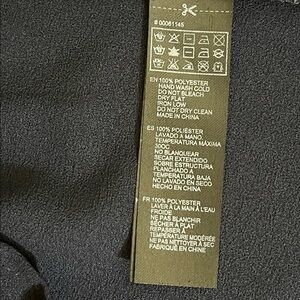 # 00061145
EN 100% POLYESTER
HAND WASH COLD
DO NOT BLEACH
DRY FLAT
IRON LOW
DO NOT DRY CLEAN
MADE IN CHINA
ES 100% POLIÉSTER
LAVADO A MANO,
TEMPERATURA MÁXIMA
30ºC
NO BLANQUEAR
SECAR EXTENDIDO
SOBRE ESTRUCTURA
PLANCHADO A
TEMPERATURA BAJA
NO LAVADO EN SECO
HECHO EN CHINA
FR 100% POLYESTER
LAVER À LA MAIN À L'EAU
FROIDE
NE PAS BLANCHIR
SÉCHER À PLAT
REPASSER À
TEMPÉRATURE MODÉRÉE
NE PAS NETTOYER À SEC
FABRIQUÉ EN CHINE